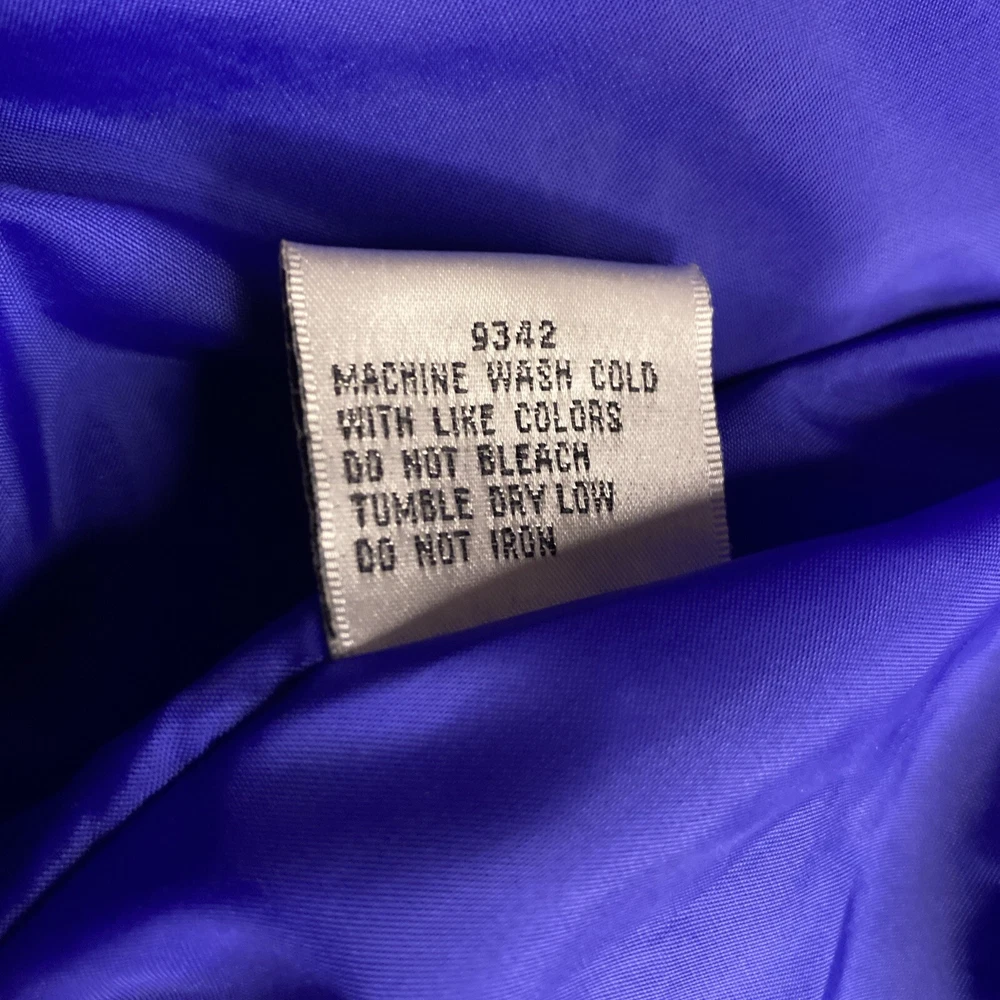 9342
MACHINE WASH COLD
WITH LIKE COLORS
DO NOT BLEACH
TUMBLE DRY LOW
DO NOT IRON